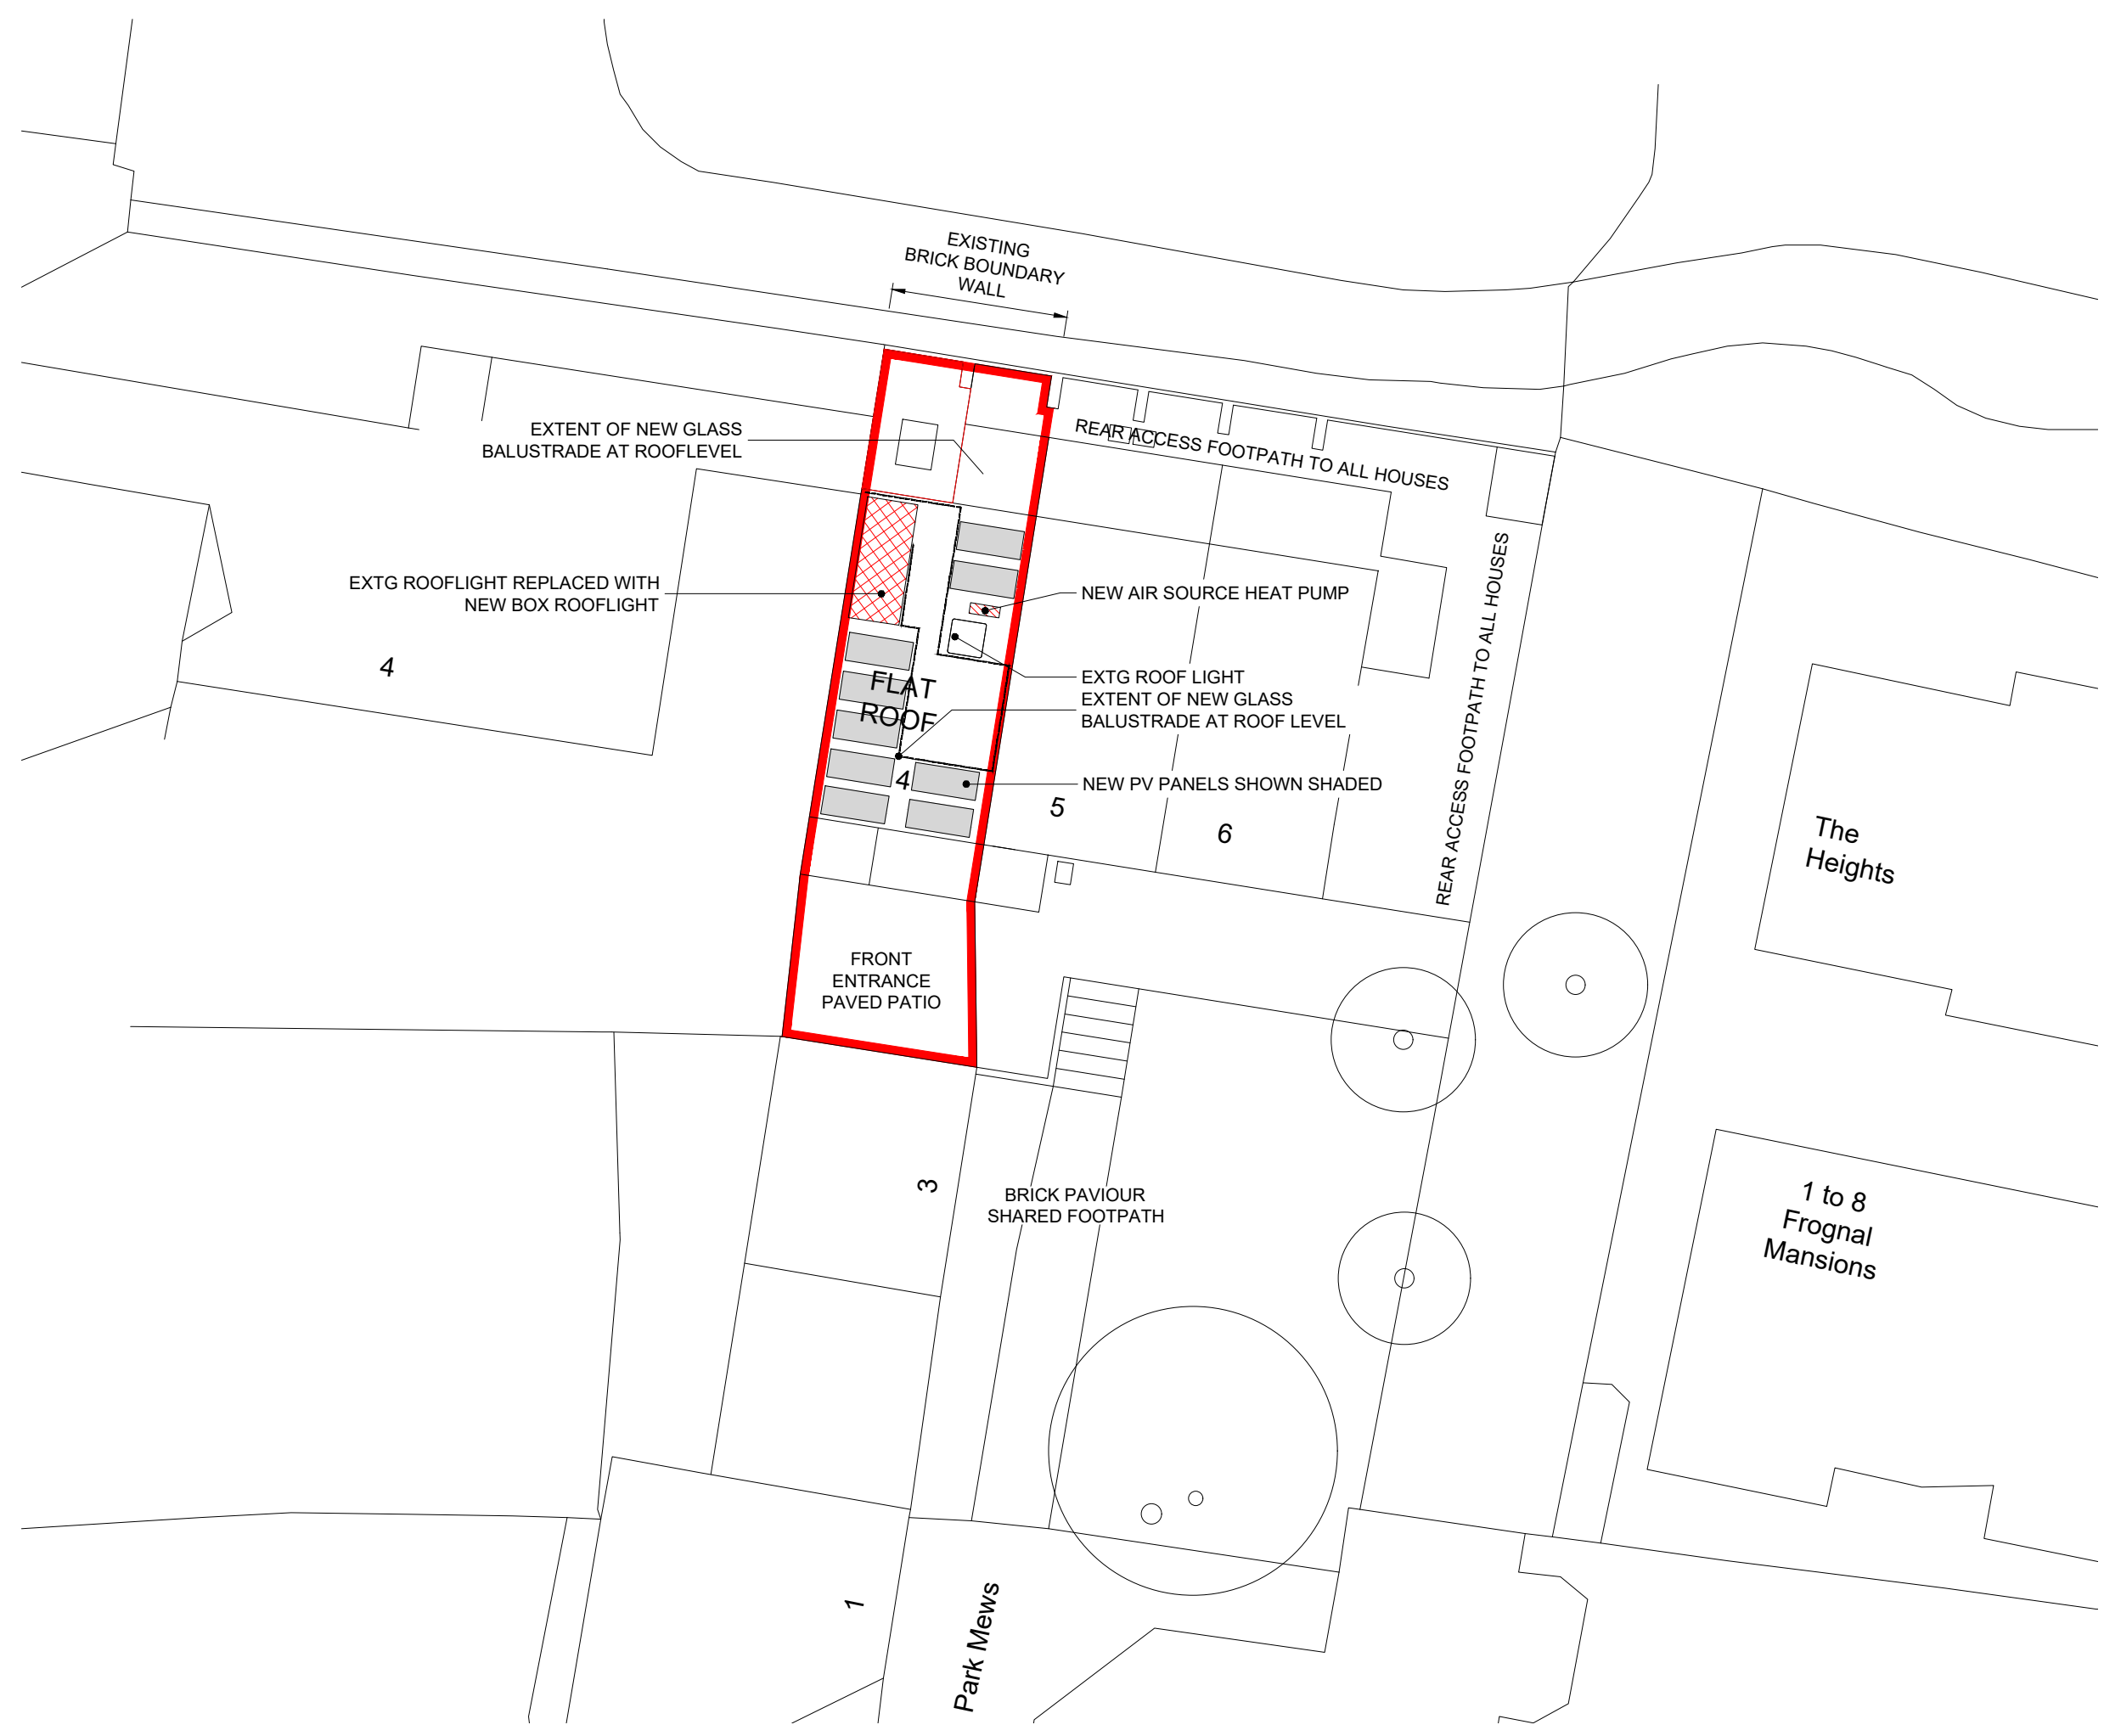 EXISTING
BRICK BOUNDARY
WALL
EXTENT OF NEW GLASS
BALUSTRADE AT ROOFLEVEL
REAR ACCESS FOOTPATH TO ALL HOUSES
EXTG ROOFLIGHT REPLACED WITH
NEW BOX ROOFLIGHT
NEW AIR SOURCE HEAT PUMP
REAR ACCESS FOOTPATH TO ALL HOUSES
4
FLAT
ROOF
EXTG ROOF LIGHT
EXTENT OF NEW GLASS
BALUSTRADE AT ROOF LEVEL
4
NEW PV PANELS SHOWN SHADED
5
6
The
Heights
FRONT
ENTRANCE
PAVED PATIO
3
BRICK PAVIOUR
SHARED FOOTPATH
1 to 8
Frognal
Mansions
1
Park Mews